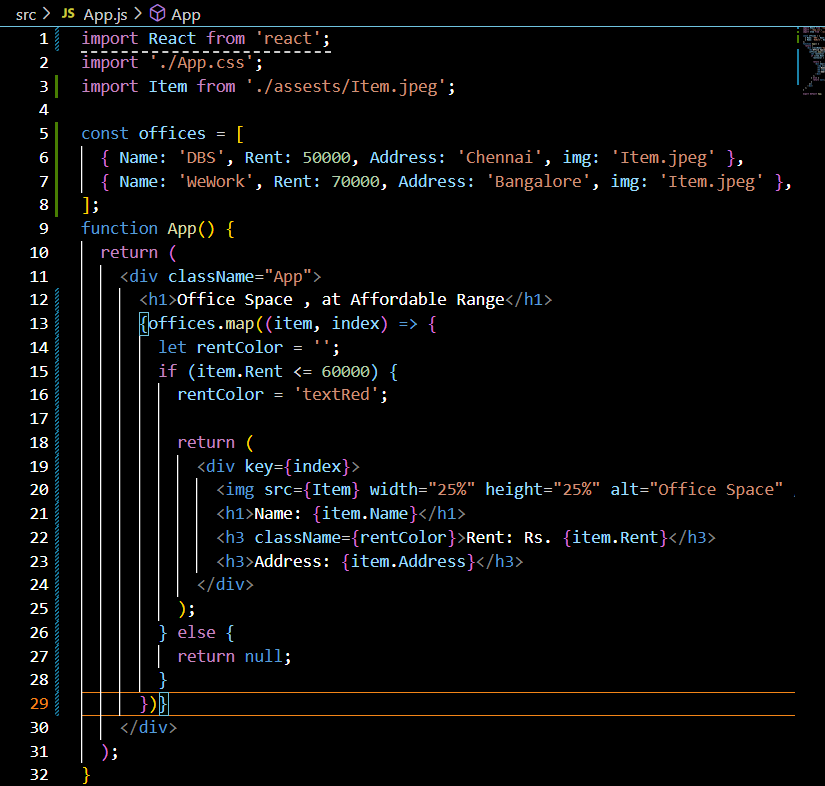 src > JS App.js > App
1 import React from 'react';
2 import './App.css';
3 import Item from './assests/Item.jpeg';
4
5 const offices = [
6   { Name: 'DBS', Rent: 50000, Address: 'Chennai', img: 'Item.jpeg' },
7   { Name: 'WeWork', Rent: 70000, Address: 'Bangalore', img: 'Item.jpeg' },
8 ];
9 function App() {
10   return (
11     <div className="App">
12       <h1>Office Space , at Affordable Range</h1>
13       {offices.map((item, index) => {
14         let rentColor = '';
15         if (item.Rent <= 60000) {
16           rentColor = 'textRed';
17
18           return (
19             <div key={index}>
20               <img src={Item} width="25%" height="25%" alt="Office Space"
21               <h1>Name: {item.Name}</h1>
22               <h3 className={rentColor}>Rent: Rs. {item.Rent}</h3>
23               <h3>Address: {item.Address}</h3>
24             </div>
25           );
26         } else {
27           return null;
28         }
29       })}
30     </div>
31   );
32 }